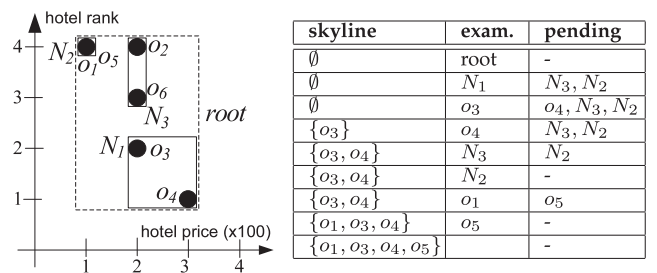 hotel rank
4
N2 o1 o5
o2
3
o6
N3
root
2
N1 o3
1
o4
hotel price (x100)
1 2 3 4
skyline exam. pending
∅ root -
∅ N1 N3, N2
∅ o3 o4, N3, N2
{o3} o4 N3, N2
{o3, o4} N3 N2
{o3, o4} N2 -
{o3, o4} o1 o5
{o1, o3, o4} o5 -
{o1, o3, o4, o5} -